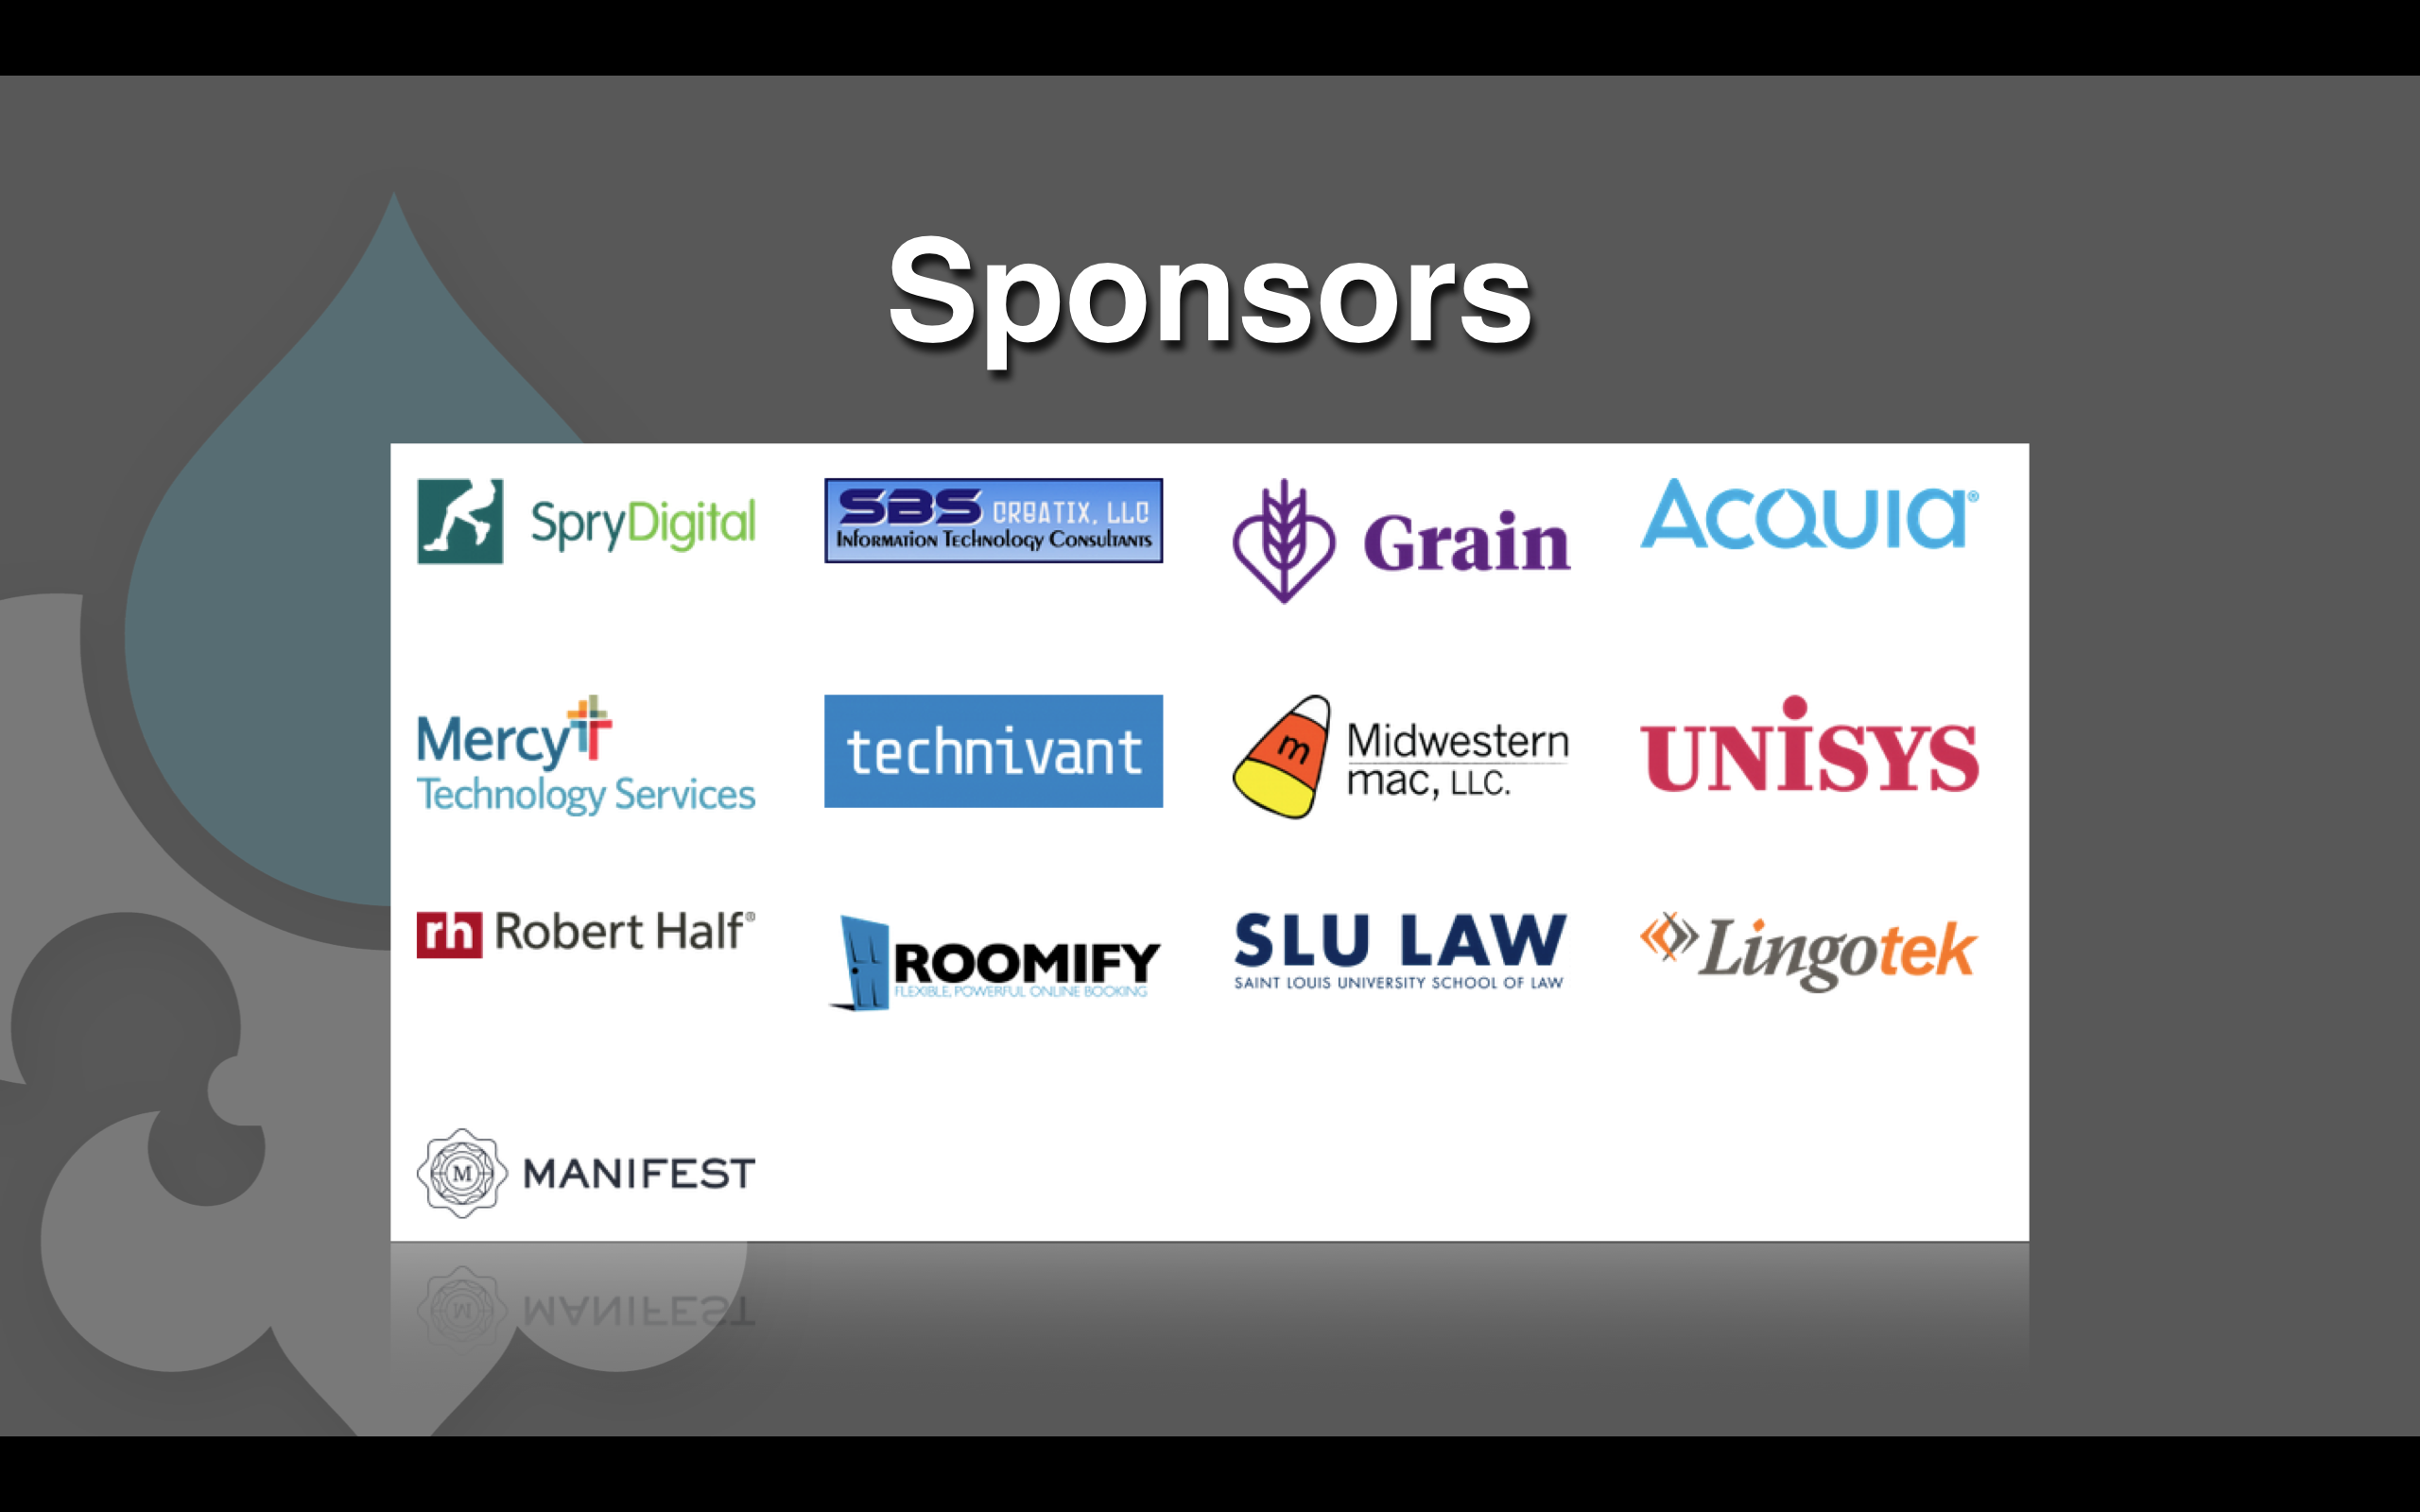 Sponsors
SpryDigital
SBS CREATIX, LLC
Information Technology Consultants
Grain
ACQUIA®
Mercy
Technology Services
technivant
m
Midwestern
mac, LLC.
UNiSYS
rh Robert Half®
ROOMIFY
FLEXIBLE, POWERFUL ONLINE BOOKING
SLU LAW
SAINT LOUIS UNIVERSITY SCHOOL OF LAW
Lingotek
M MANIFEST